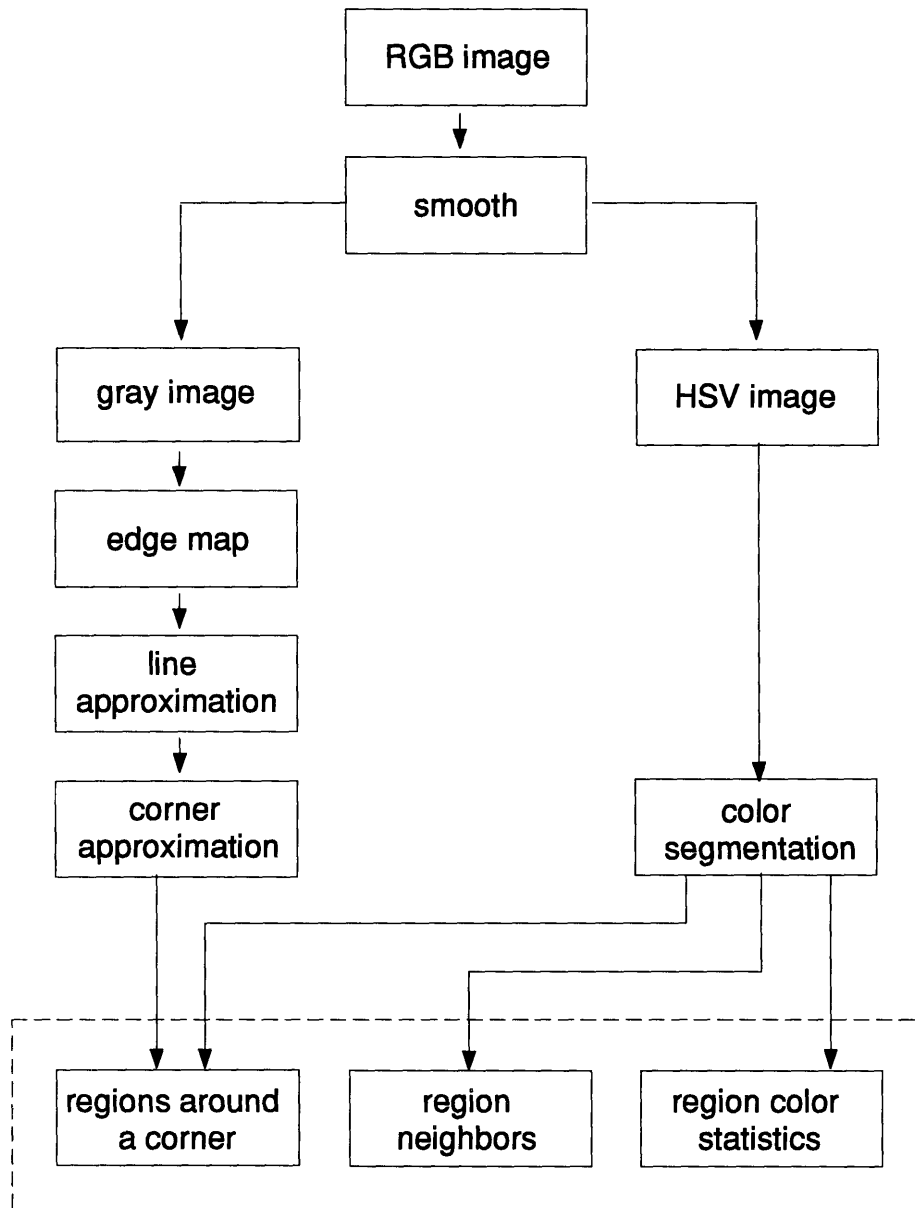 RGB image
smooth
gray image
HSV image
edge map
line
approximation
corner
approximation
color
segmentation
regions around
a corner
region
neighbors
region color
statistics